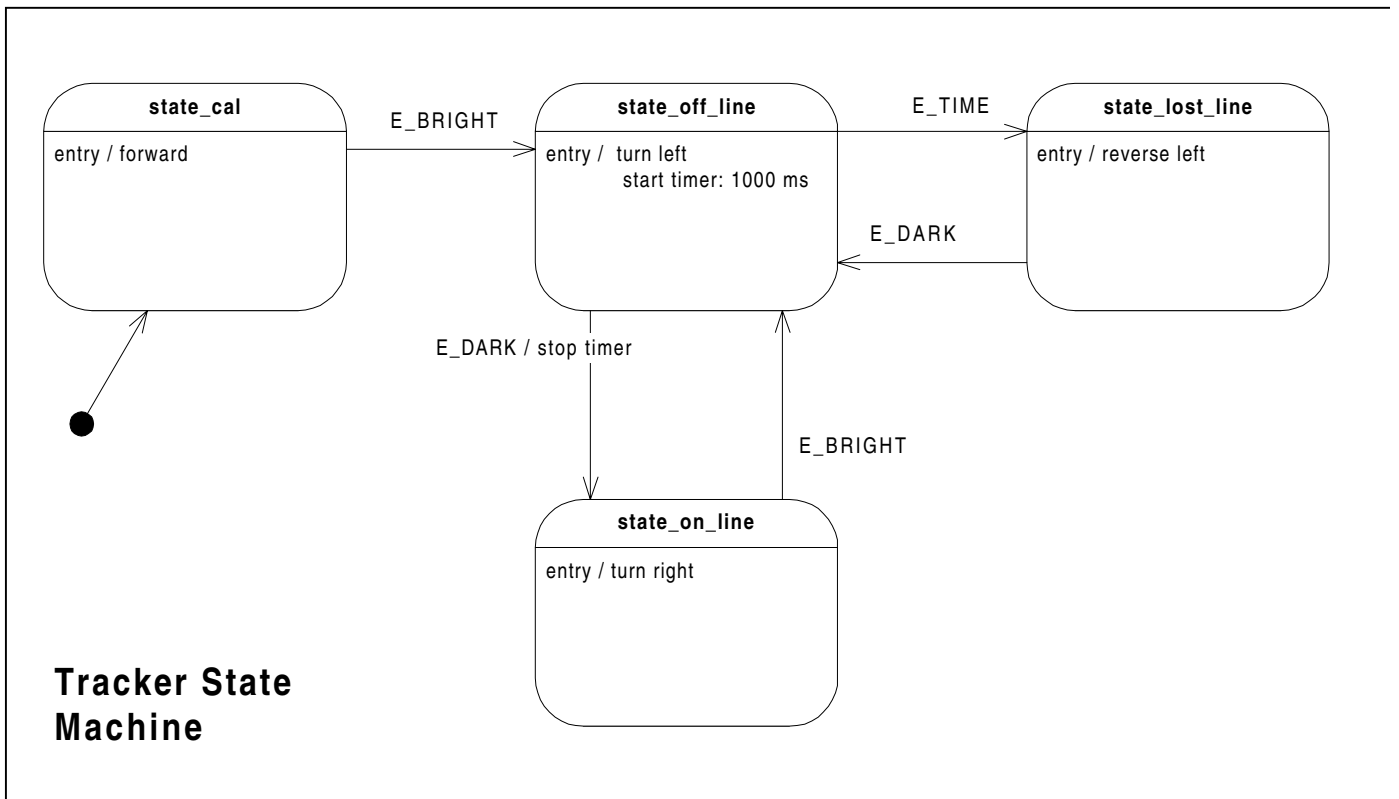 state_cal
entry / forward
E_BRIGHT
state_off_line
entry / turn left
start timer: 1000 ms
E_TIME
state_lost_line
entry / reverse left
E_DARK
E_DARK / stop timer
E_BRIGHT
state_on_line
entry / turn right
Tracker State
Machine